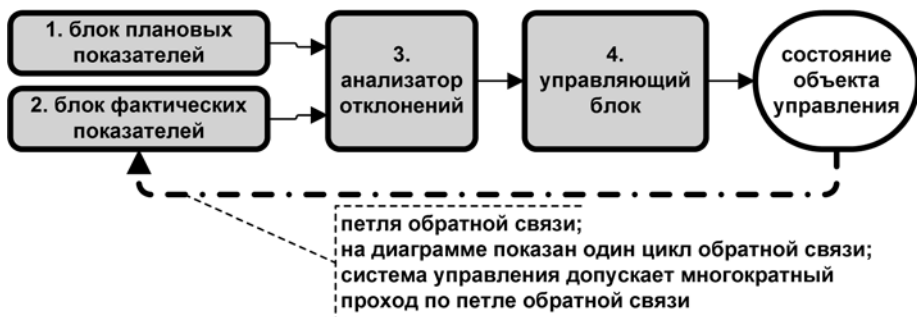 1. блок плановых
показателей
2. блок фактических
показателей
3.
анализатор
отклонений
4.
управляющий
блок
состояние
объекта
управления
петля обратной связи;
на диаграмме показан один цикл обратной связи;
система управления допускает многократный
проход по петле обратной связи